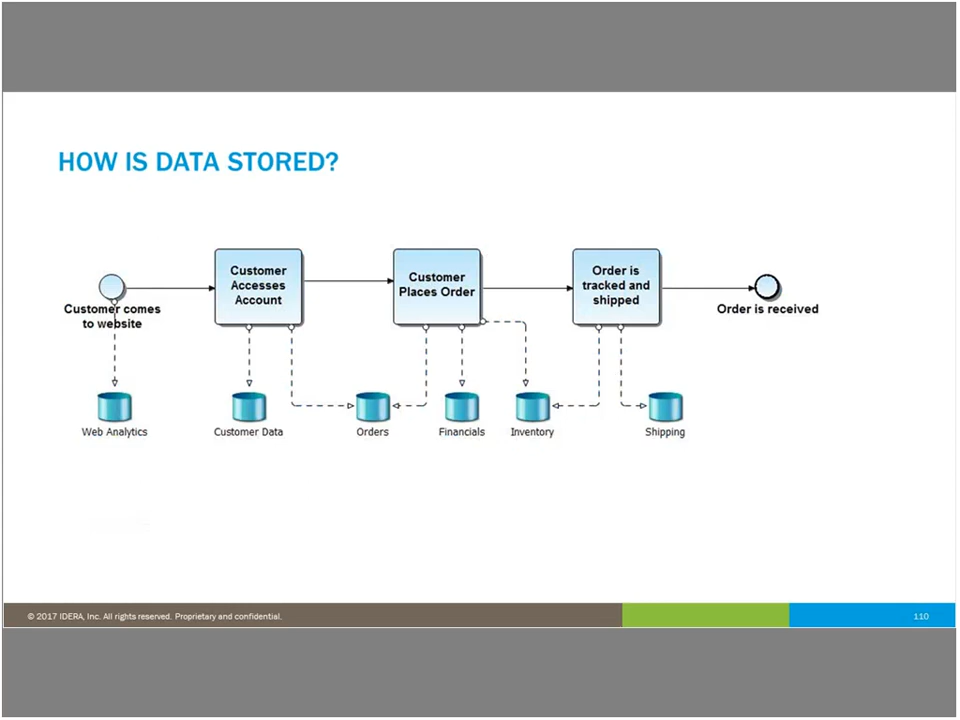 HOW IS DATA STORED?
Customer
Accesses
Account
Customer
Places Order
Order is
tracked and
shipped
Customer comes
to website
Order is received
Web Analytics
Customer Data
Orders
Financials
Inventory
Shipping
© 2017 IDERA, Inc. All rights reserved. Proprietary and confidential.
110